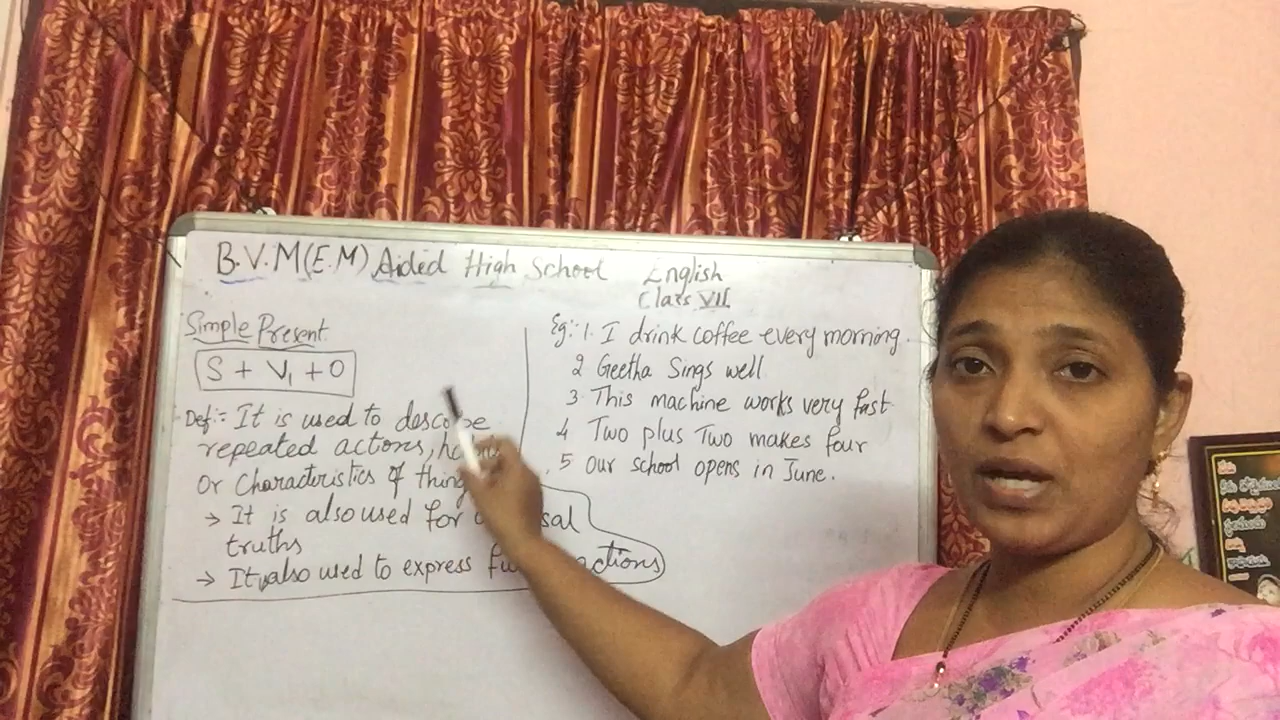 B.V.M(E.M) Aided High School
English
Class VII
Simple Present
S + V1 + O
Def:- It is used to describe
repeated actions,
Or Characteristics of thing
→ It is also used for
truths
→ It also used to express actions
Eg:- 1. I drink coffee every morning.
2 Geetha Sings well.
3. This machine works very fast
4 Two plus Two makes four
5 our school opens in June.